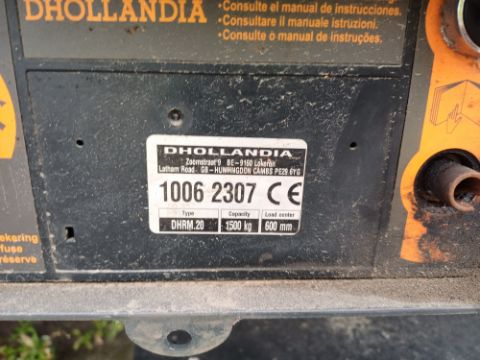 DHOLLANDIA
-Consulte el manual de instrucciones.
-Consultare il manuale istruzioni.
-Consulte o manual de instruções.
DHOLLANDIA
Zoomstraat 9 BE - 9160 Lokeren
Latham Road GB - HUNTINGDON CAMBS PE29 6YG
1006 2307 CE
Type Capacity Load center
DHRM.20 1500 kg 600 mm
fuse
réservé